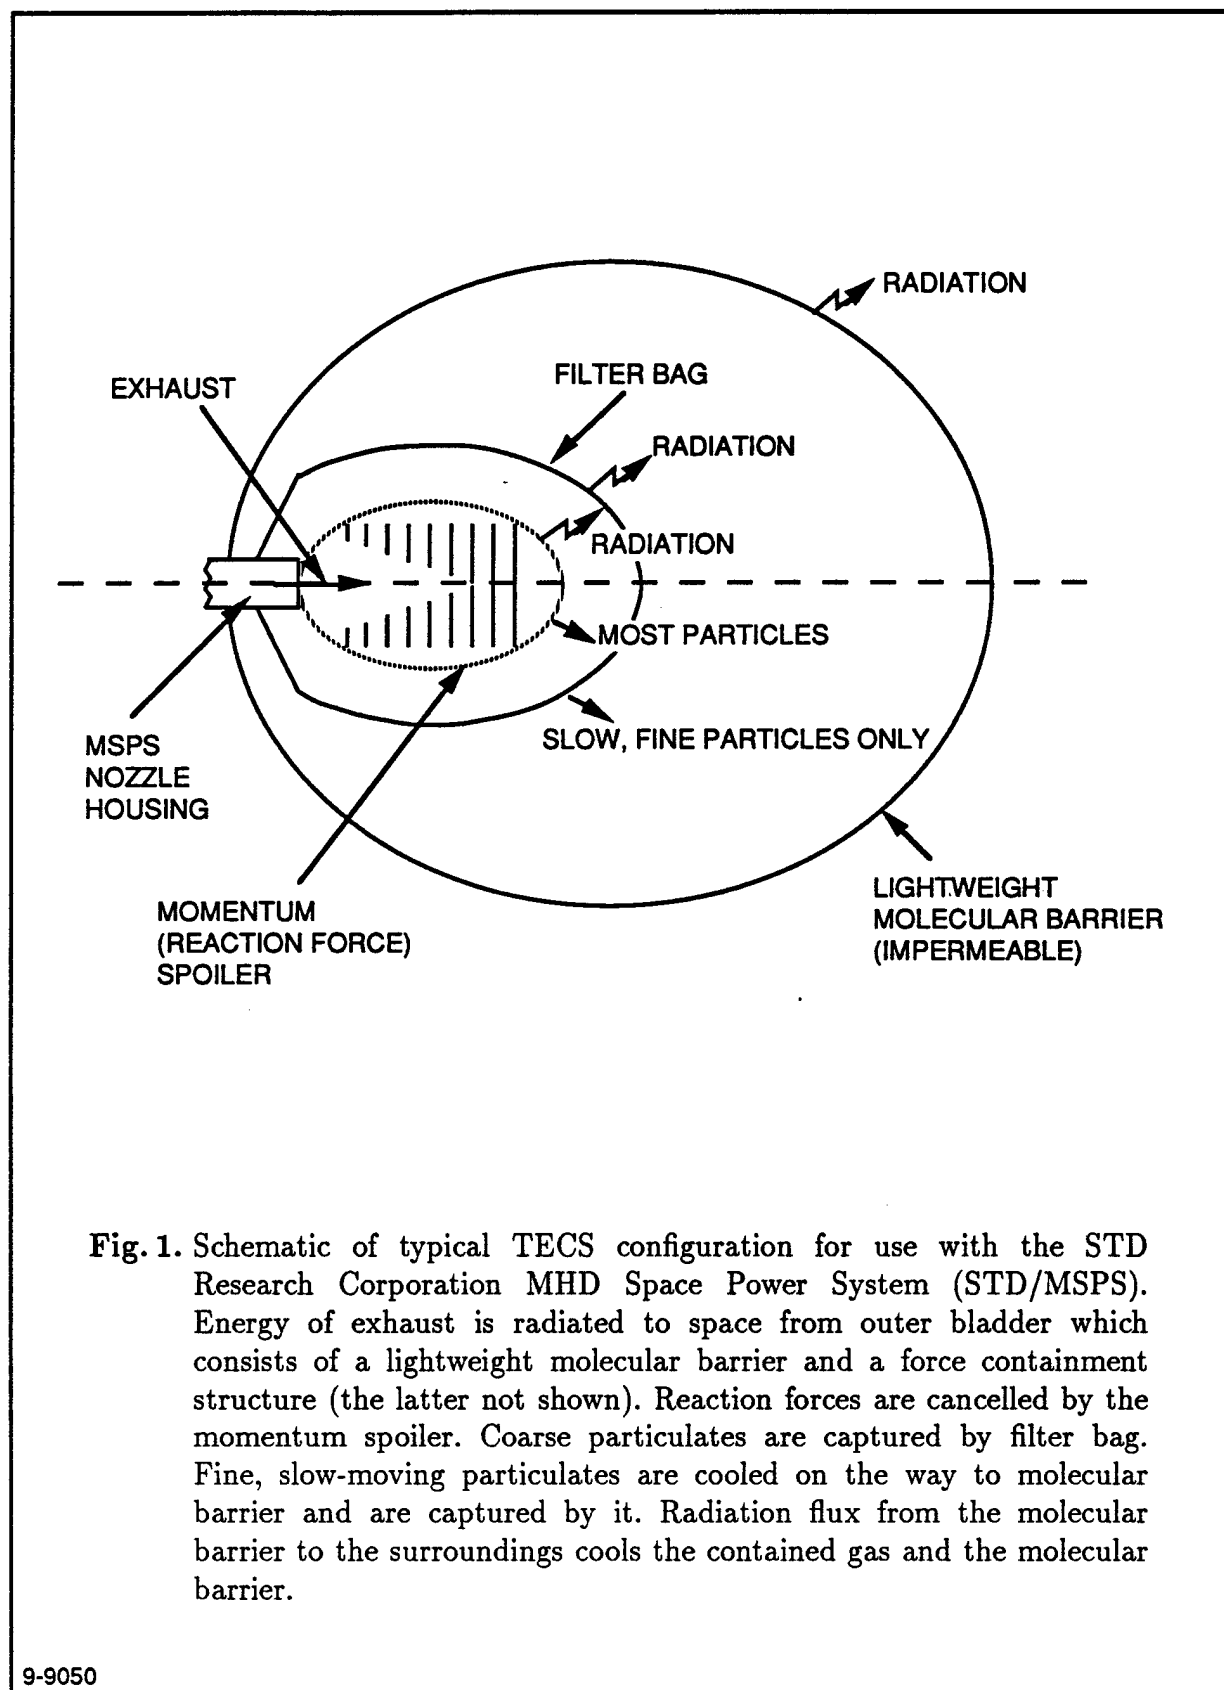 RADIATION
EXHAUST
FILTER BAG
RADIATION
RADIATION
MOST PARTICLES
SLOW, FINE PARTICLES ONLY
MSPS
NOZZLE
HOUSING
MOMENTUM
(REACTION FORCE)
SPOILER
LIGHTWEIGHT
MOLECULAR BARRIER
(IMPERMEABLE)
Fig. 1. Schematic of typical TECS configuration for use with the STD
Research Corporation MHD Space Power System (STD/MSPS).
Energy of exhaust is radiated to space from outer bladder which
consists of a lightweight molecular barrier and a force containment
structure (the latter not shown). Reaction forces are cancelled by the
momentum spoiler. Coarse particulates are captured by filter bag.
Fine, slow-moving particulates are cooled on the way to molecular
barrier and are captured by it. Radiation flux from the molecular
barrier to the surroundings cools the contained gas and the molecular
barrier.
9-9050